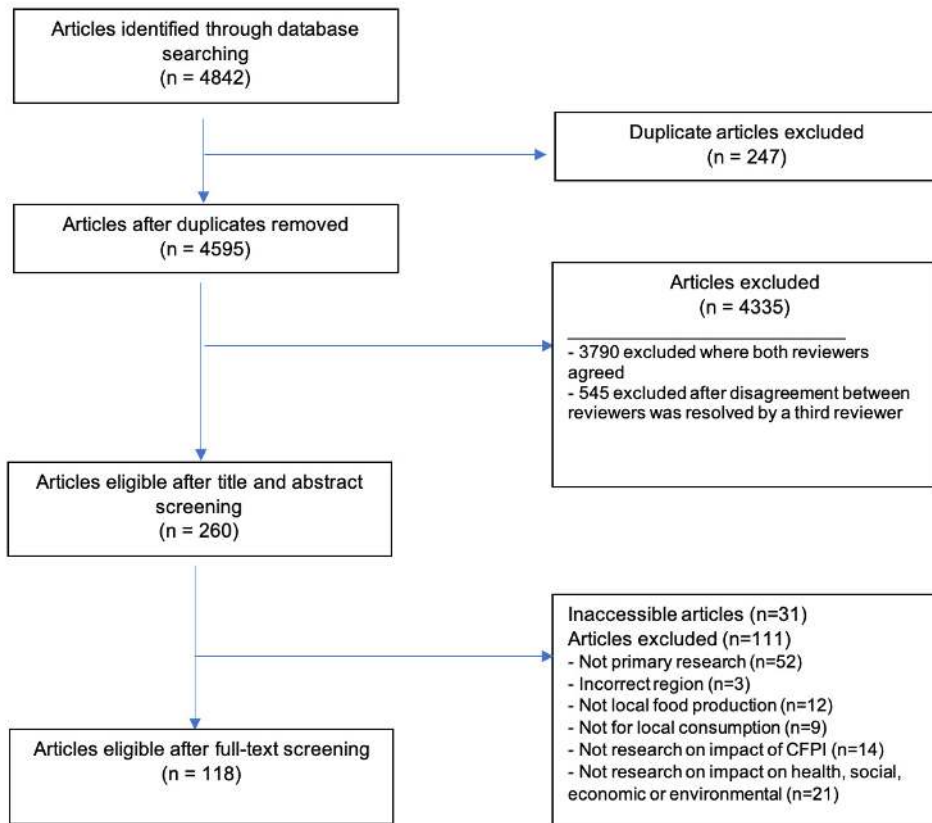 Articles identified through database
searching
(n = 4842)
Duplicate articles excluded
(n = 247)
Articles after duplicates removed
(n = 4595)
Articles excluded
(n = 4335)
- 3790 excluded where both reviewers
agreed
- 545 excluded after disagreement between
reviewers was resolved by a third reviewer
Articles eligible after title and abstract
screening
(n = 260)
Inaccessible articles (n=31)
Articles excluded (n=111)
- Not primary research (n=52)
- Incorrect region (n=3)
- Not local food production (n=12)
- Not for local consumption (n=9)
- Not research on impact of CFPI (n=14)
- Not research on impact on health, social,
economic or environmental (n=21)
Articles eligible after full-text screening
(n = 118)